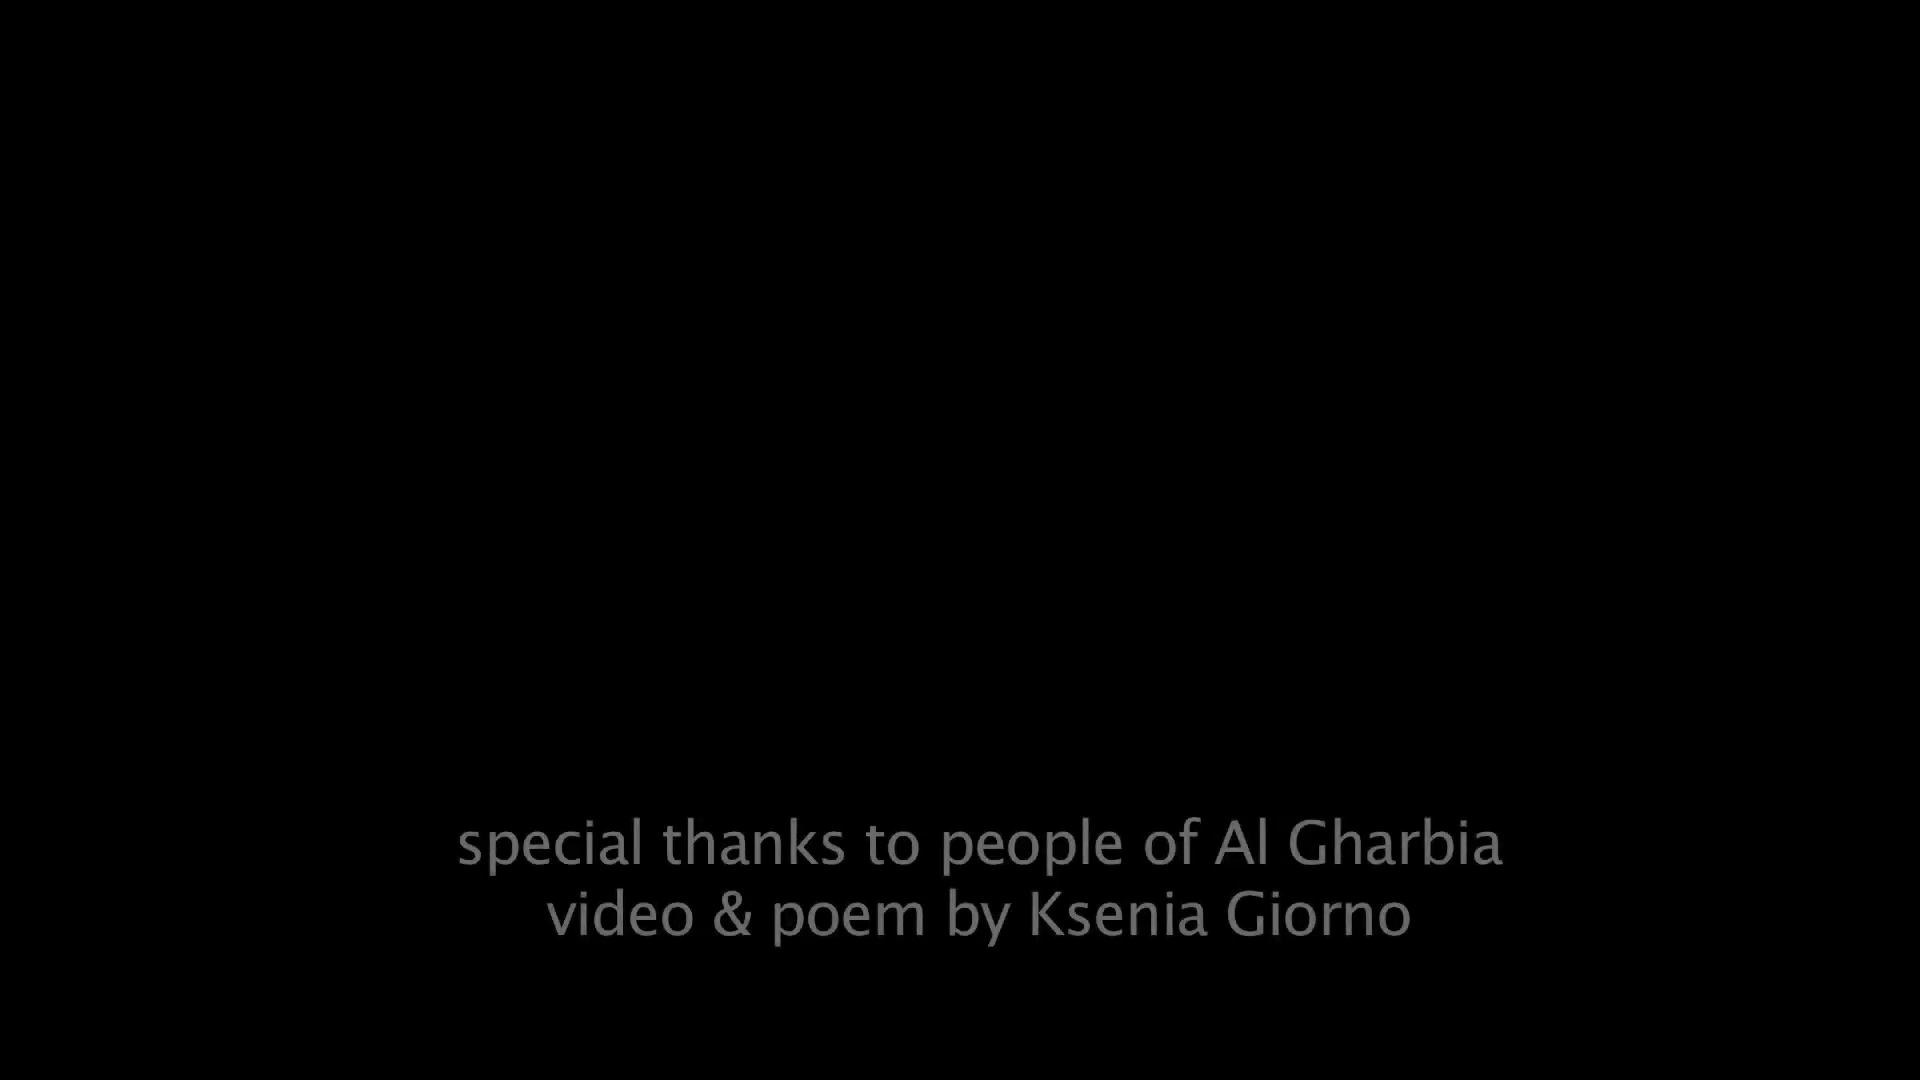 special thanks to people of Al Gharbia
video & poem by Ksenia Giorno